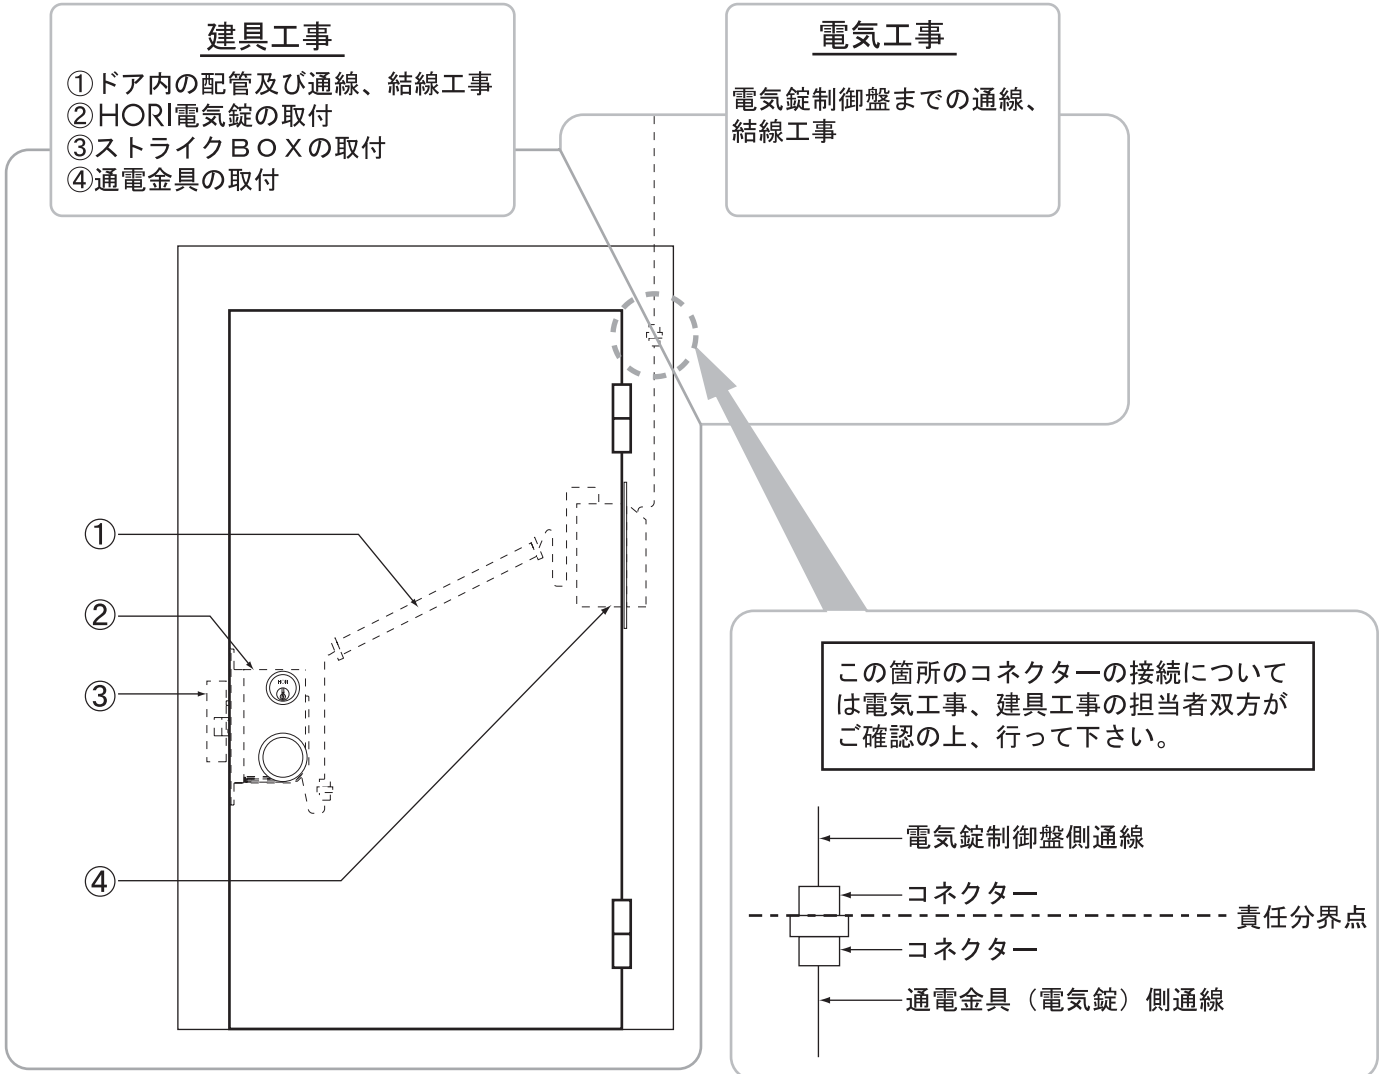 建具工事
①ドア内の配管及び通線、結線工事
②HORI電気錠の取付
③ストライクＢＯＸの取付
④通電金具の取付
電気工事
電気錠制御盤までの通線、
結線工事
①
②
③
④
HORI
この箇所のコネクターの接続について
は電気工事、建具工事の担当者双方が
ご確認の上、行って下さい。
電気錠制御盤側通線
コネクター
責任分界点
コネクター
通電金具（電気錠）側通線